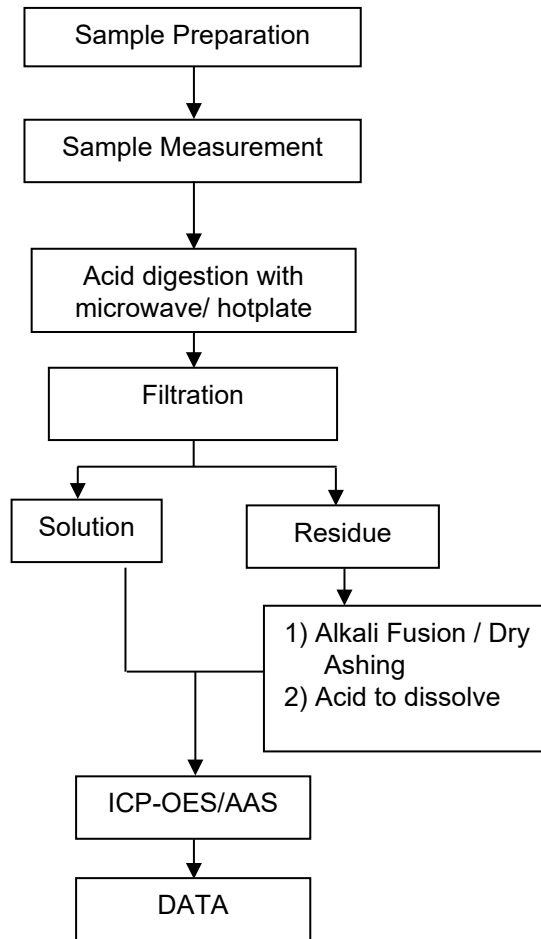 Sample Preparation
Sample Measurement
Acid digestion with
microwave/ hotplate
Filtration
Solution
Residue
1) Alkali Fusion / Dry
Ashing
2) Acid to dissolve
ICP-OES/AAS
DATA